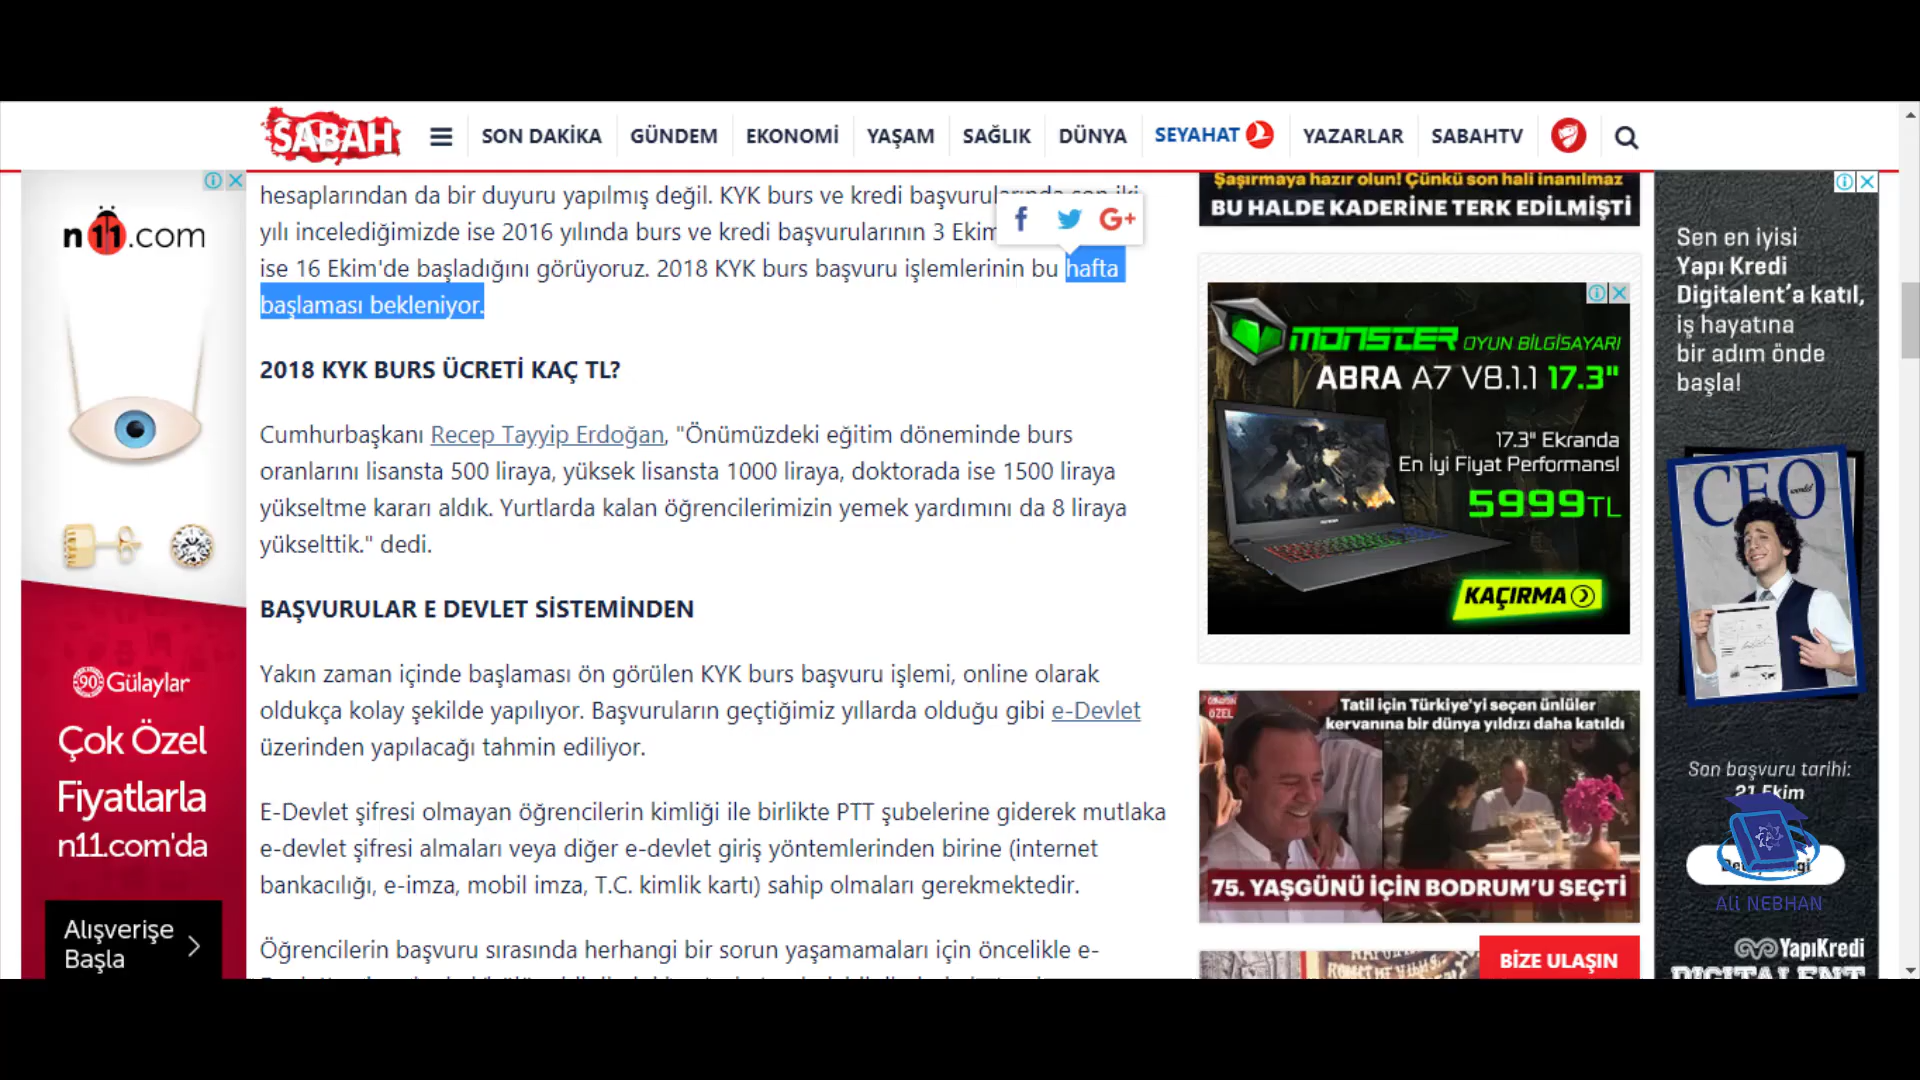 SABAH
SON DAKİKA
GÜNDEM
EKONOMİ
YAŞAM
SAĞLIK
DÜNYA
SEYAHAT
YAZARLAR
SABAHTV
hesaplarından da bir duyuru yapılmış değil. KYK burs ve kredi
yılı incelediğimizde ise 2016 yılında burs ve kredi başvurularının 3 Ekim
ise 16 Ekim'de başladığını görüyoruz. 2018 KYK burs başvuru işlemlerinin bu hafta
başlaması bekleniyor.
G+
2018 KYK BURS ÜCRETİ KAÇ TL?
Cumhurbaşkanı Recep Tayyip Erdoğan, "Önümüzdeki eğitim döneminde burs
oranlarını lisansta 500 liraya, yüksek lisansta 1000 liraya, doktorada ise 1500 liraya
yükseltme kararı aldık. Yurtlarda kalan öğrencilerimizin yemek yardımını da 8 liraya
yükselttik." dedi.
BAŞVURULAR E DEVLET SİSTEMİNDEN
Yakın zaman içinde başlaması ön görülen KYK burs başvuru işlemi, online olarak
oldukça kolay şekilde yapılıyor. Başvuruların geçtiğimiz yıllarda olduğu gibi e-Devlet
üzerinden yapılacağı tahmin ediliyor.
E-Devlet şifresi olmayan öğrencilerin kimliği ile birlikte PTT şubelerine giderek mutlaka
e-devlet şifresi almaları veya diğer e-devlet giriş yöntemlerinden birine (internet
bankacılığı, e-imza, mobil imza, T.C. kimlik kartı) sahip olmaları gerekmektedir.
Öğrencilerin başvuru sırasında herhangi bir sorun yaşamamaları için öncelikle e-
n11.com
90 Gülaylar
Çok Özel
Fiyatlarla
n11.com'da
Alışverişe
Başla
Şaşırmaya hazır olun! Çünkü son hali inanılmaz
BU HALDE KADERİNE TERK EDİLMİŞTİ
MONSTER OYUN BİLGİSAYARI
ABRA A7 V8.1.1 17.3"
17.3" Ekranda
En İyi Fiyat Performans!
5999TL
KAÇIRMA
ÖZEL
Tatil için Türkiye'yi seçen ünlüler
kervanına bir dünya yıldızı daha katıldı
75. YAŞGÜNÜ İÇİN BODRUM'U SEÇTİ
BİZE ULAŞIN
Sen en iyisi
Yapı Kredi
Digitalent'a katıl,
iş hayatına
bir adım önde
başla!
CEO
Son başvuru tarihi:
21 Ekim
Ali NEBHAN
YapıKredi
DIGITALENT